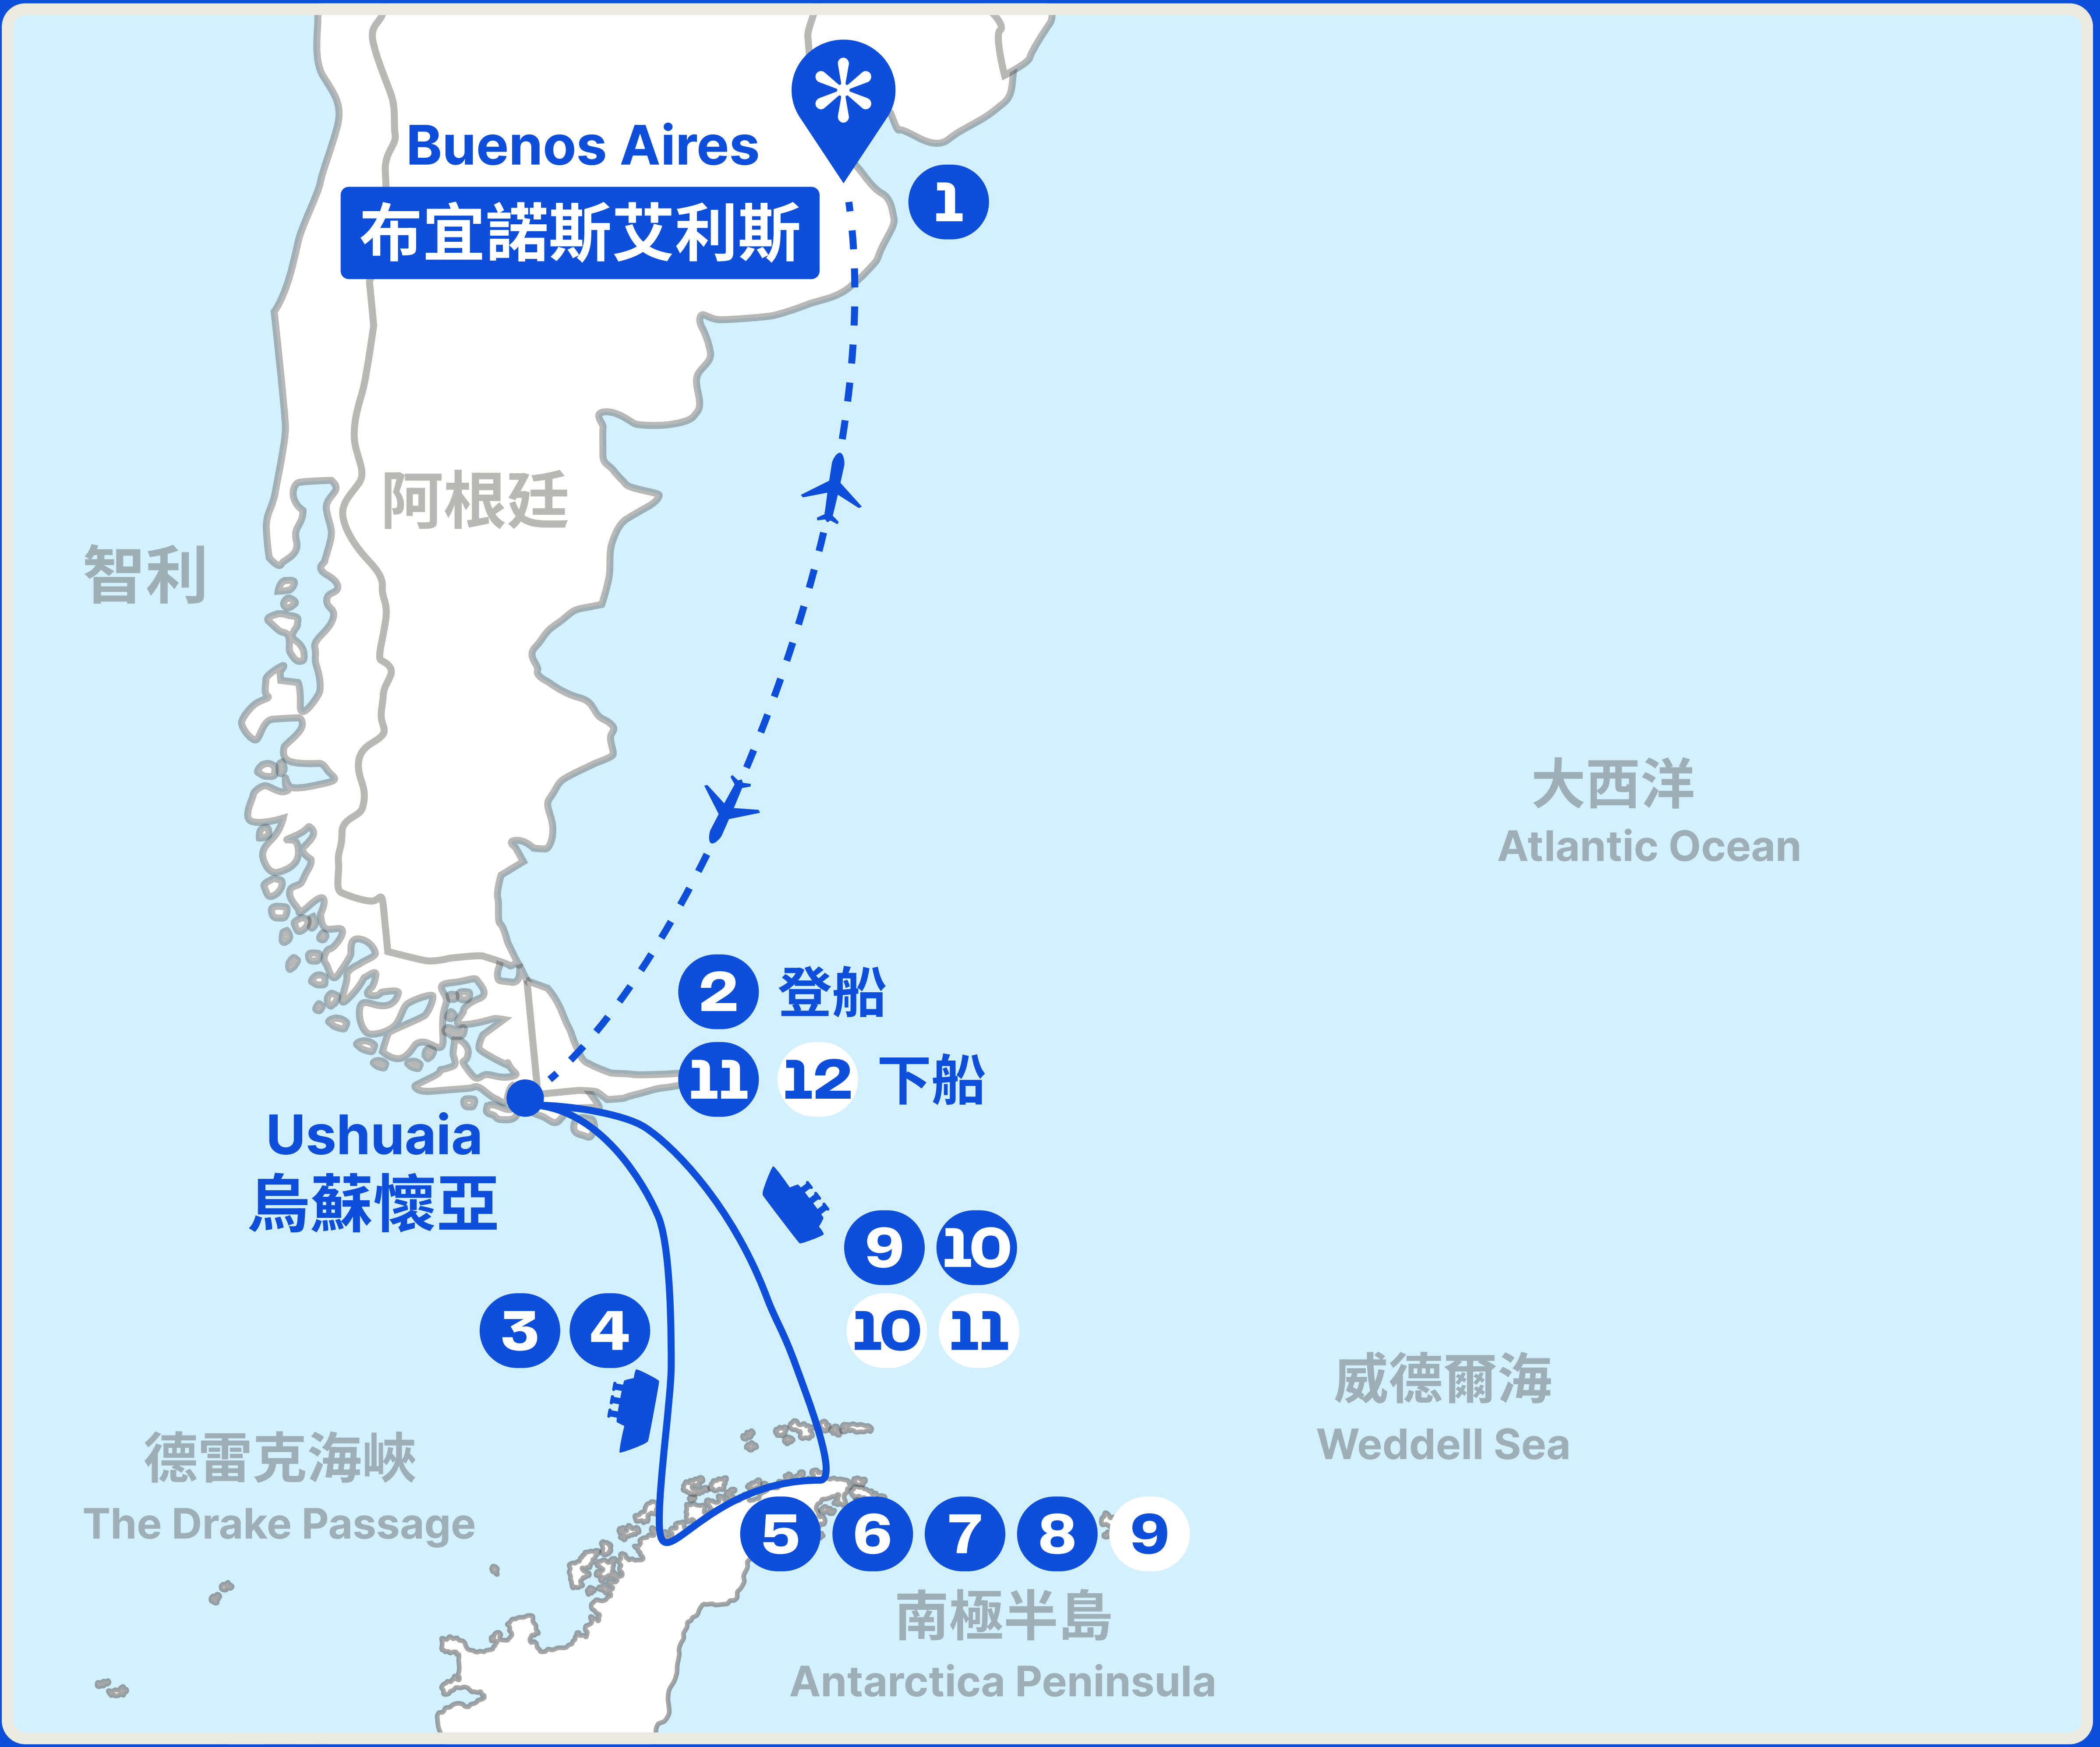 Buenos Aires
布宜諾斯艾利斯
1
阿根廷
智利
大西洋
Atlantic Ocean
2 登船
11 12 下船
Ushuaia
烏蘇懷亞
9 10
10 11
3 4
威德爾海
Weddell Sea
德雷克海峽
The Drake Passage
5 6 7 8 9
南極半島
Antarctica Peninsula